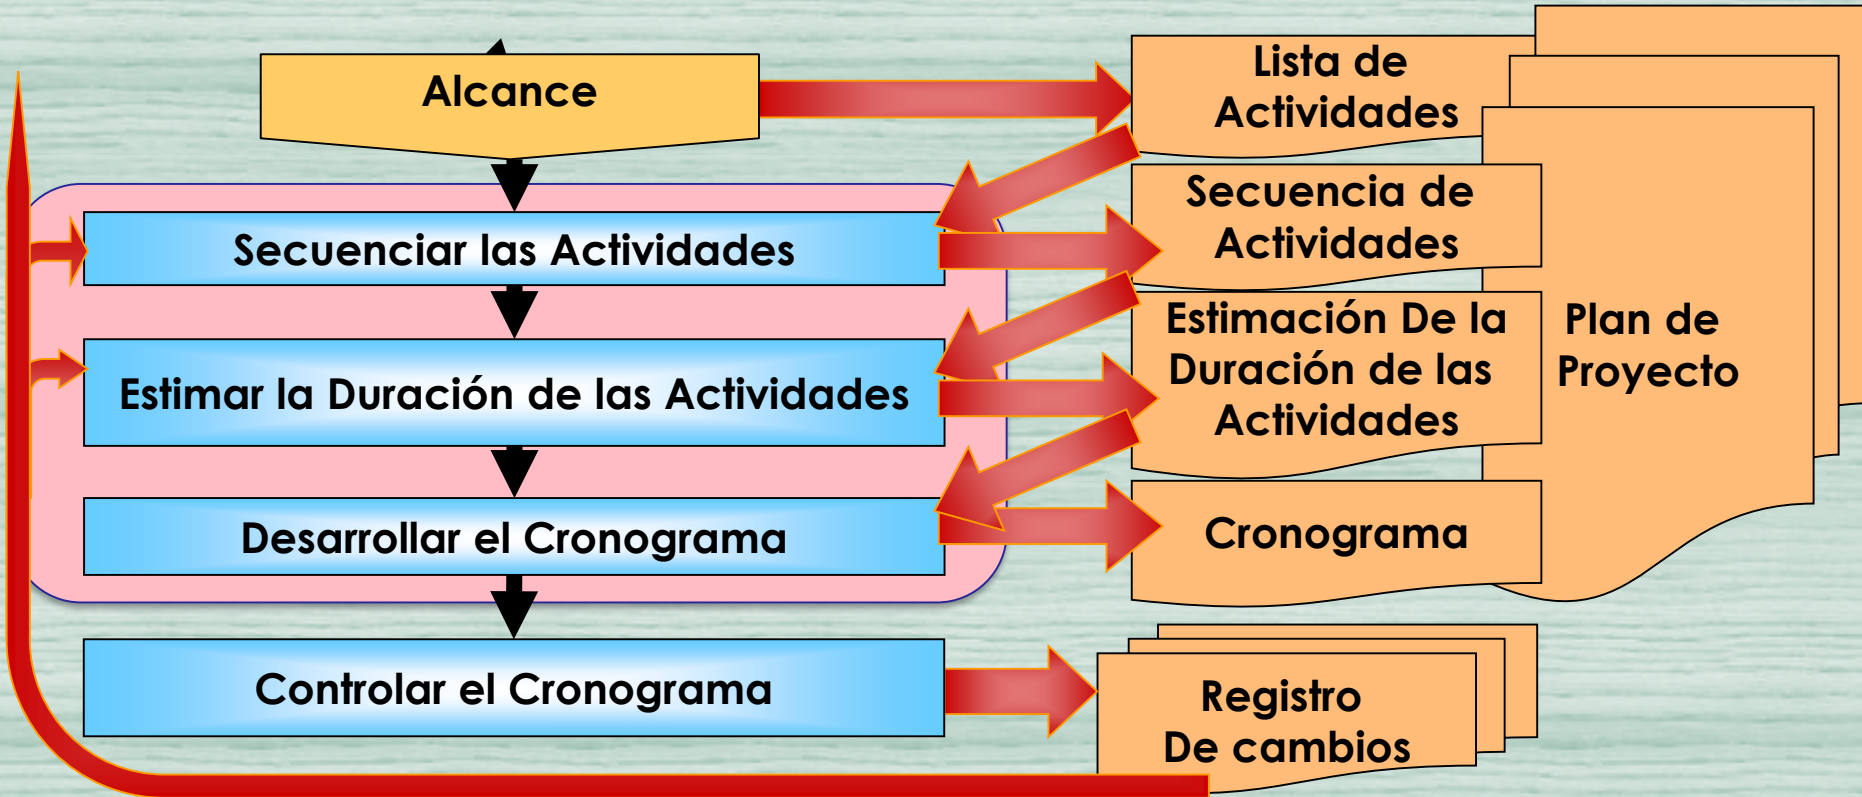 Alcance
Lista de
Actividades
Secuenciar las Actividades
Secuencia de
Actividades
Estimar la Duración de las Actividades
Estimación De la
Duración de las
Actividades
Plan de
Proyecto
Desarrollar el Cronograma
Cronograma
Controlar el Cronograma
Registro
De cambios